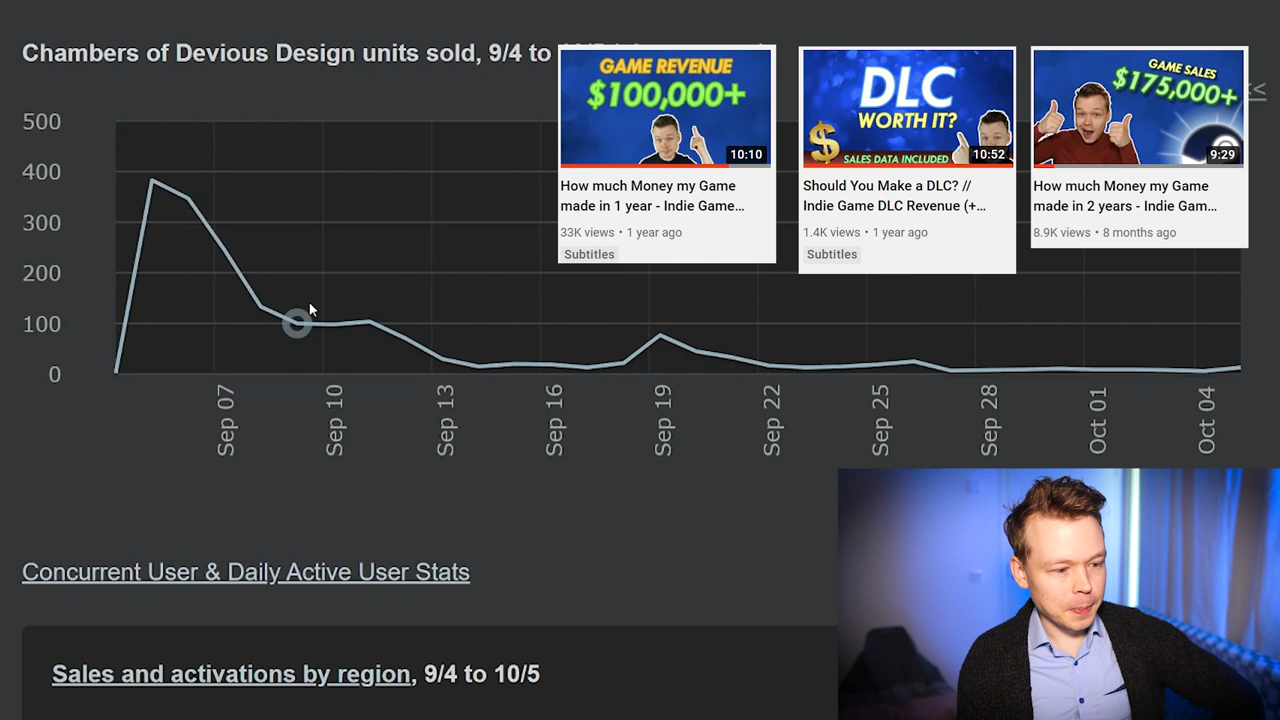 Chambers of Devious Design units sold, 9/4 to
500
400
300
200
100
0
Sep 07
Sep 10
Sep 13
Sep 16
Sep 19
Sep 22
Sep 25
Sep 28
Oct 01
Oct 04
GAME REVENUE
$100,000+
10:10
How much Money my Game
made in 1 year - Indie Game...
33K views • 1 year ago
Subtitles
DLC
WORTH IT?
$
SALES DATA INCLUDED
10:52
Should You Make a DLC? //
Indie Game DLC Revenue (+...
1.4K views • 1 year ago
Subtitles
GAME SALES
$175,000+
9:29
How much Money my Game
made in 2 years - Indie Gam...
8.9K views • 8 months ago
Concurrent User & Daily Active User Stats
Sales and activations by region, 9/4 to 10/5